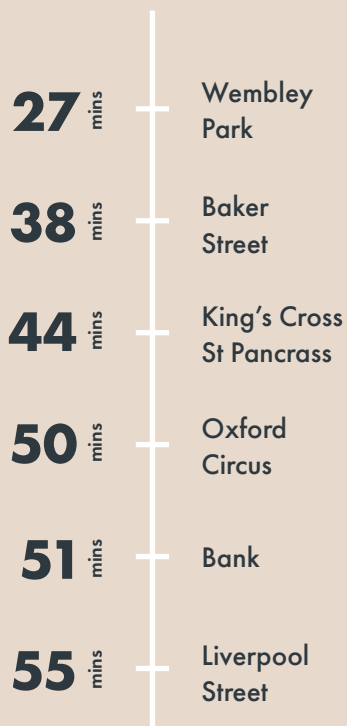 27 mins Wembley
Park
38 mins Baker
Street
44 mins King's Cross
St Pancrass
50 mins Oxford
Circus
51 mins Bank
55 mins Liverpool
Street